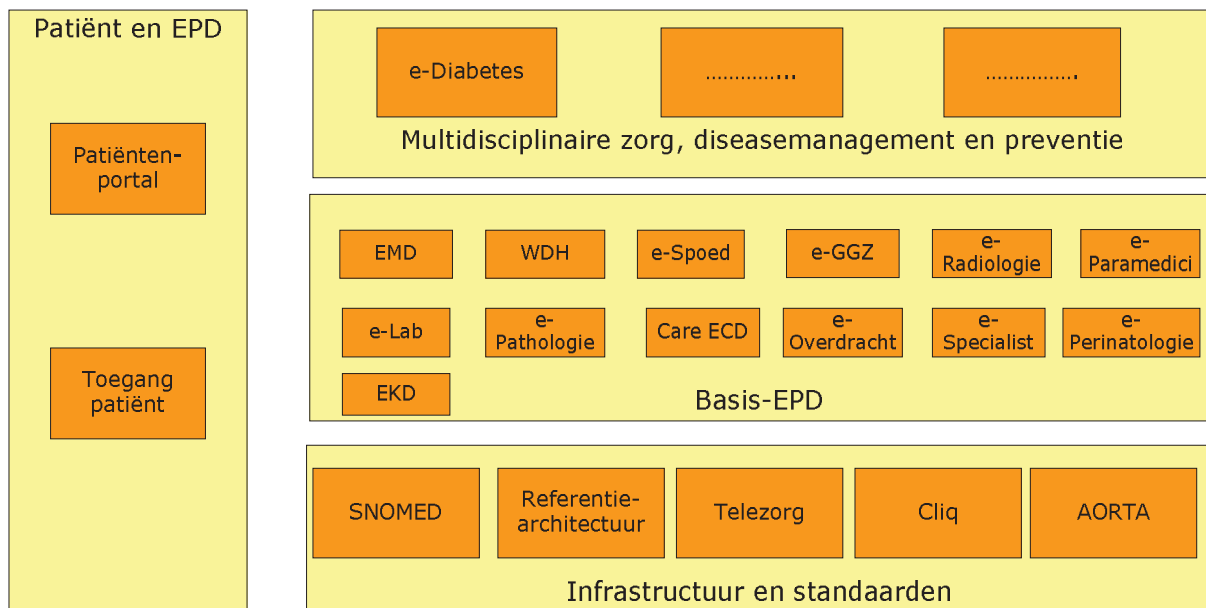 Patiënt en EPD
Patiënten-
portal
Toegang
patiënt
e-Diabetes
...............
...............
Multidisciplinaire zorg, diseasemanagement en preventie
EMD
WDH
e-Spoed
e-GGZ
e-
Radiologie
e-
Paramedici
e-Lab
e-
Pathologie
Care ECD
e-
Overdracht
e-
Specialist
e-
Perinatologie
EKD
Basis-EPD
SNOMED
Referentie-
architectuur
Telezorg
Cliq
AORTA
Infrastructuur en standaarden